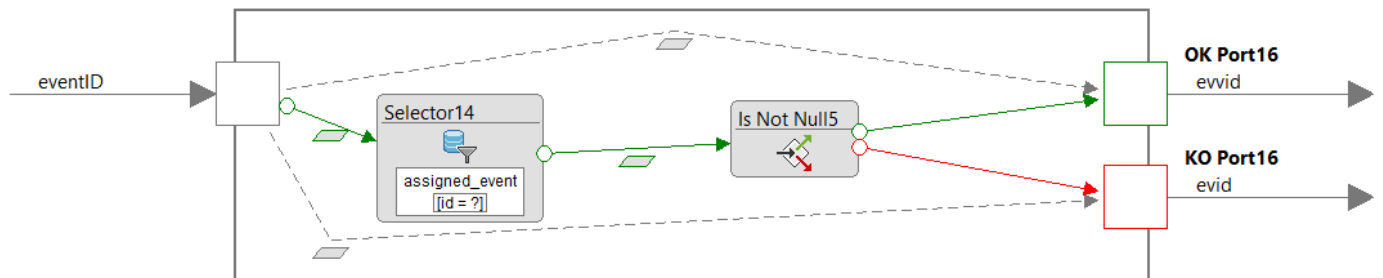 eventID
Selector14
assigned_event
[id = ?]
Is Not Null5
OK Port16
evvid
KO Port16
evid